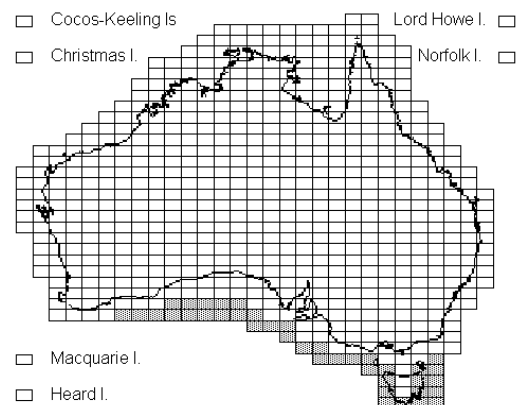 Cocos-Keeling Is
Lord Howe I.
Christmas I.
Norfolk I.
Macquarie I.
Heard I.